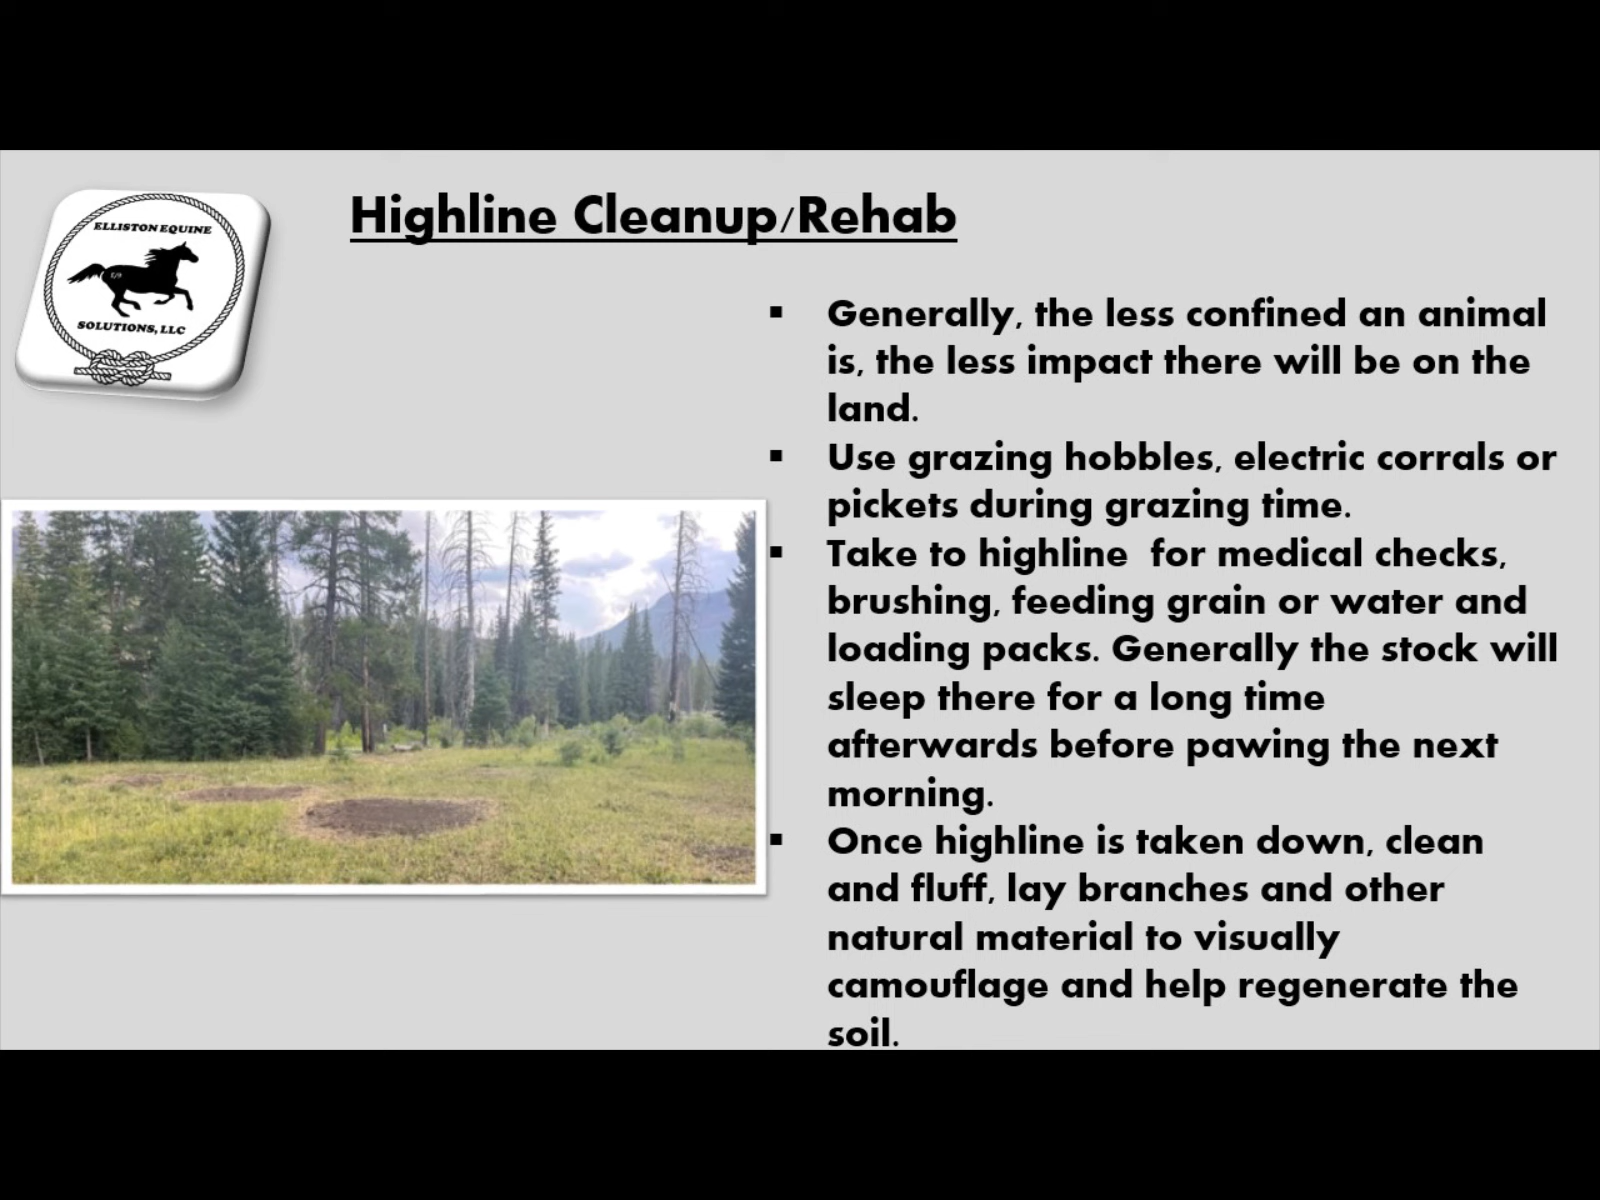 ELLISTON EQUINE
SOLUTIONS, LLC
Highline Cleanup/Rehab
▪ Generally, the less confined an animal
is, the less impact there will be on the
land.
▪ Use grazing hobbles, electric corrals or
pickets during grazing time.
▪ Take to highline for medical checks,
brushing, feeding grain or water and
loading packs. Generally the stock will
sleep there for a long time
afterwards before pawing the next
morning.
▪ Once highline is taken down, clean
and fluff, lay branches and other
natural material to visually
camouflage and help regenerate the
soil.